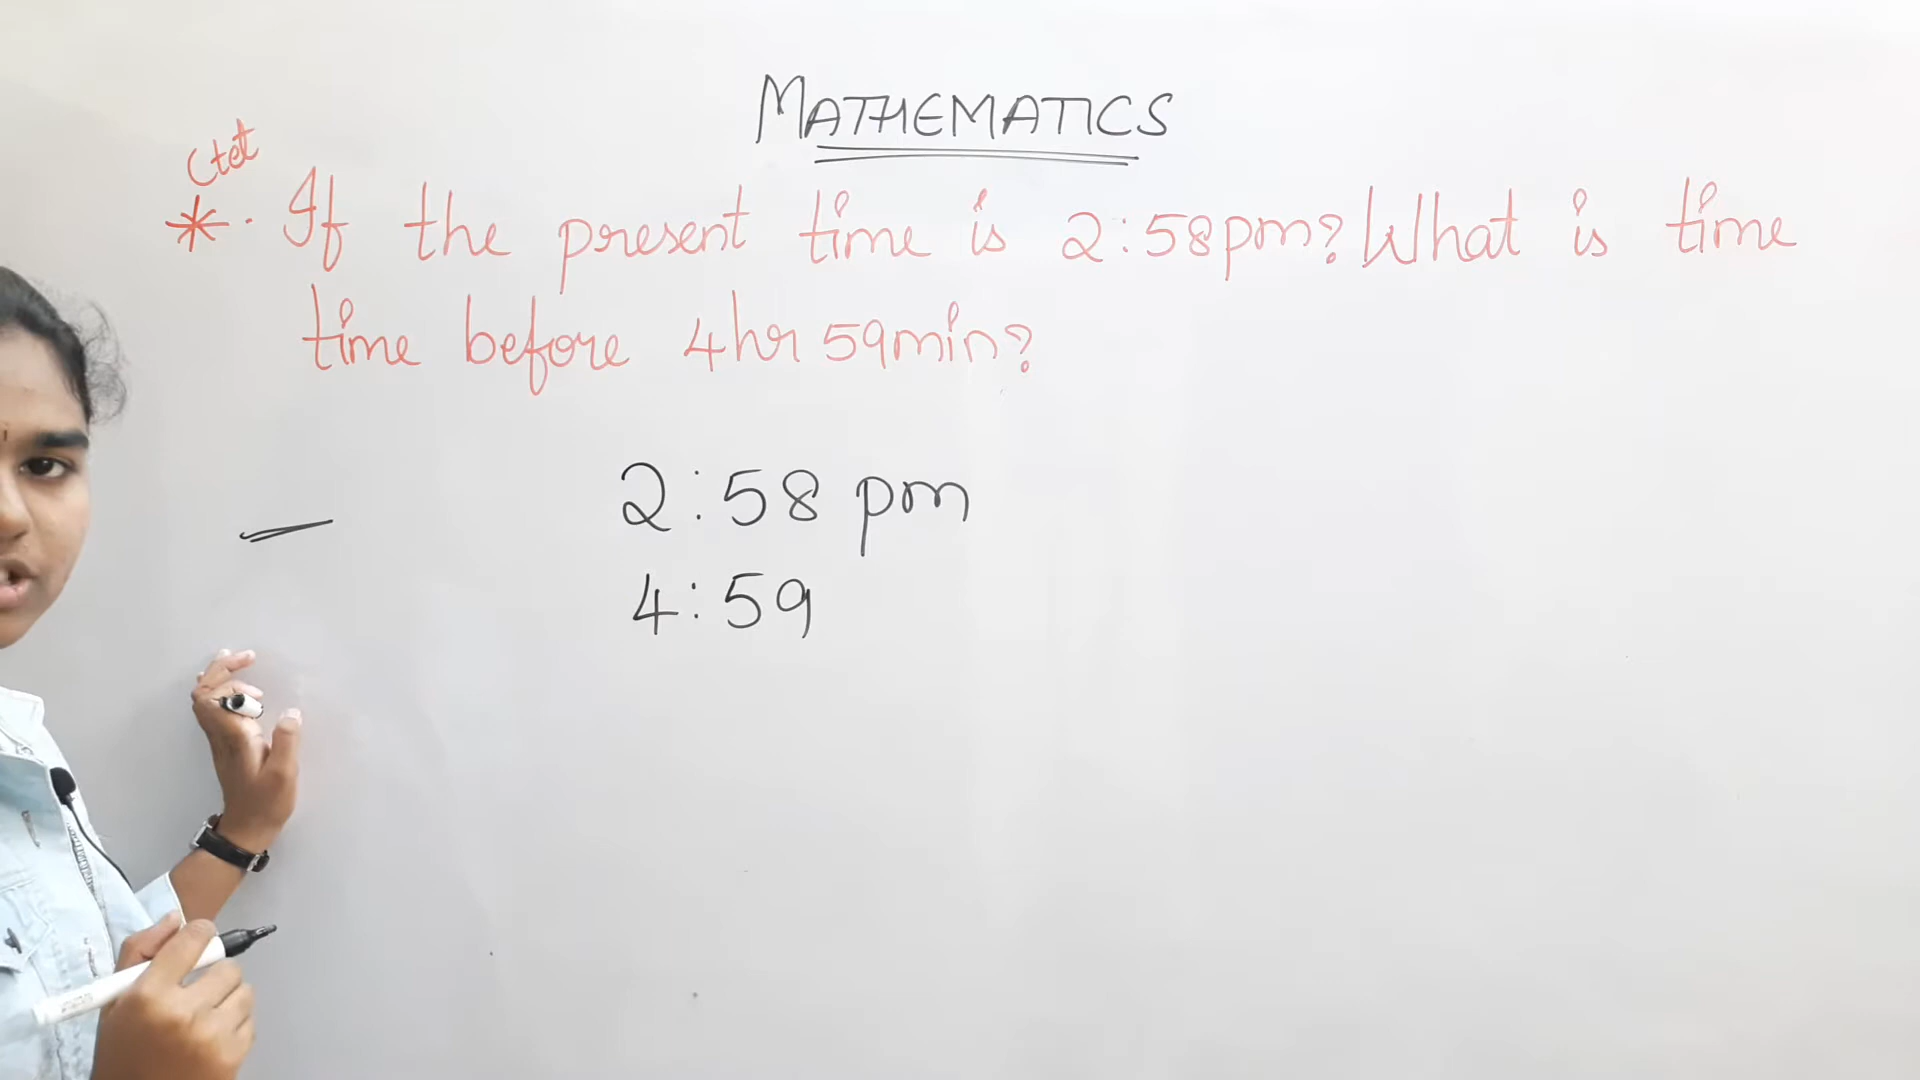 MATHEMATICS
Ctet
*. If the present time is 2:58pm? What is time
time before 4hr 59min?
2:58 pm
—
4:59